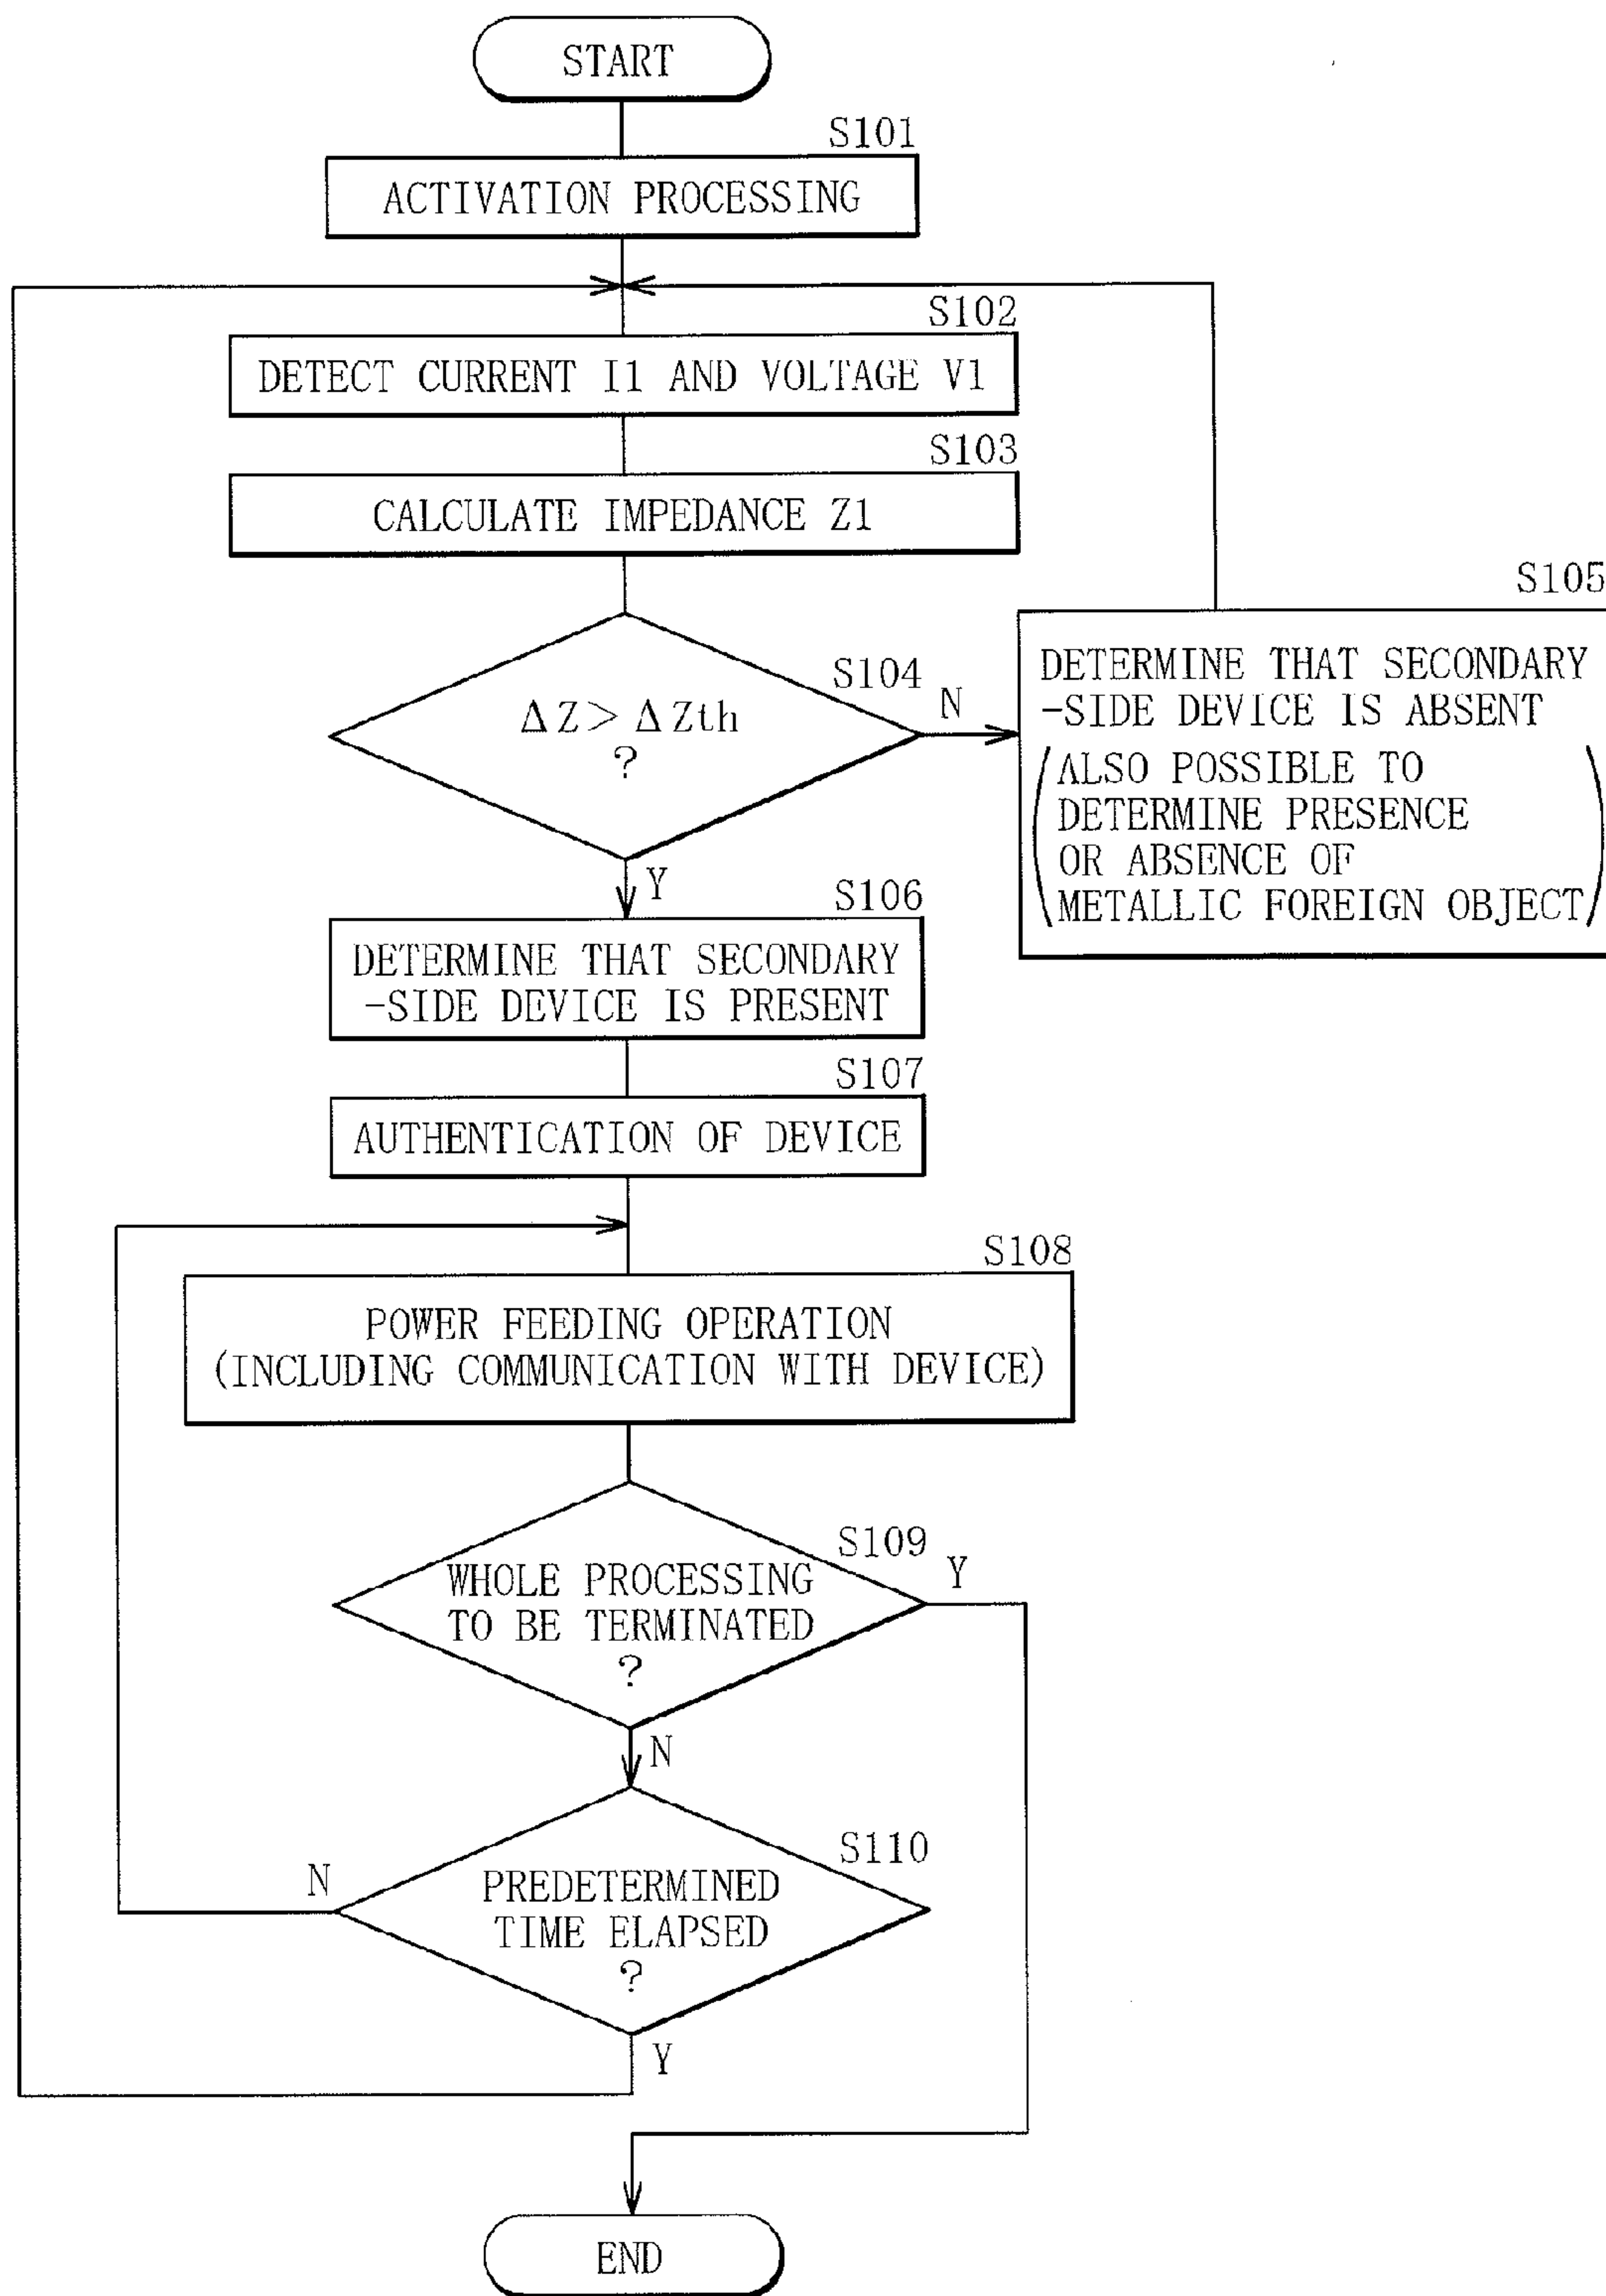 START
S101
ACTIVATION PROCESSING
S102
DETECT CURRENT I1 AND VOLTAGE V1
S103
CALCULATE IMPEDANCE Z1
S104
ΔZ> ΔZth
?
N
Y
S105
DETERMINE THAT SECONDARY
-SIDE DEVICE IS ABSENT
(ALSO POSSIBLE TO
DETERMINE PRESENCE
OR ABSENCE OF
METALLIC FOREIGN OBJECT)
S106
DETERMINE THAT SECONDARY
-SIDE DEVICE IS PRESENT
S107
AUTHENTICATION OF DEVICE
S108
POWER FEEDING OPERATION
(INCLUDING COMMUNICATION WITH DEVICE)
S109
WHOLE PROCESSING
TO BE TERMINATED
?
Y
N
S110
PREDETERMINED
TIME ELAPSED
?
N
Y
END